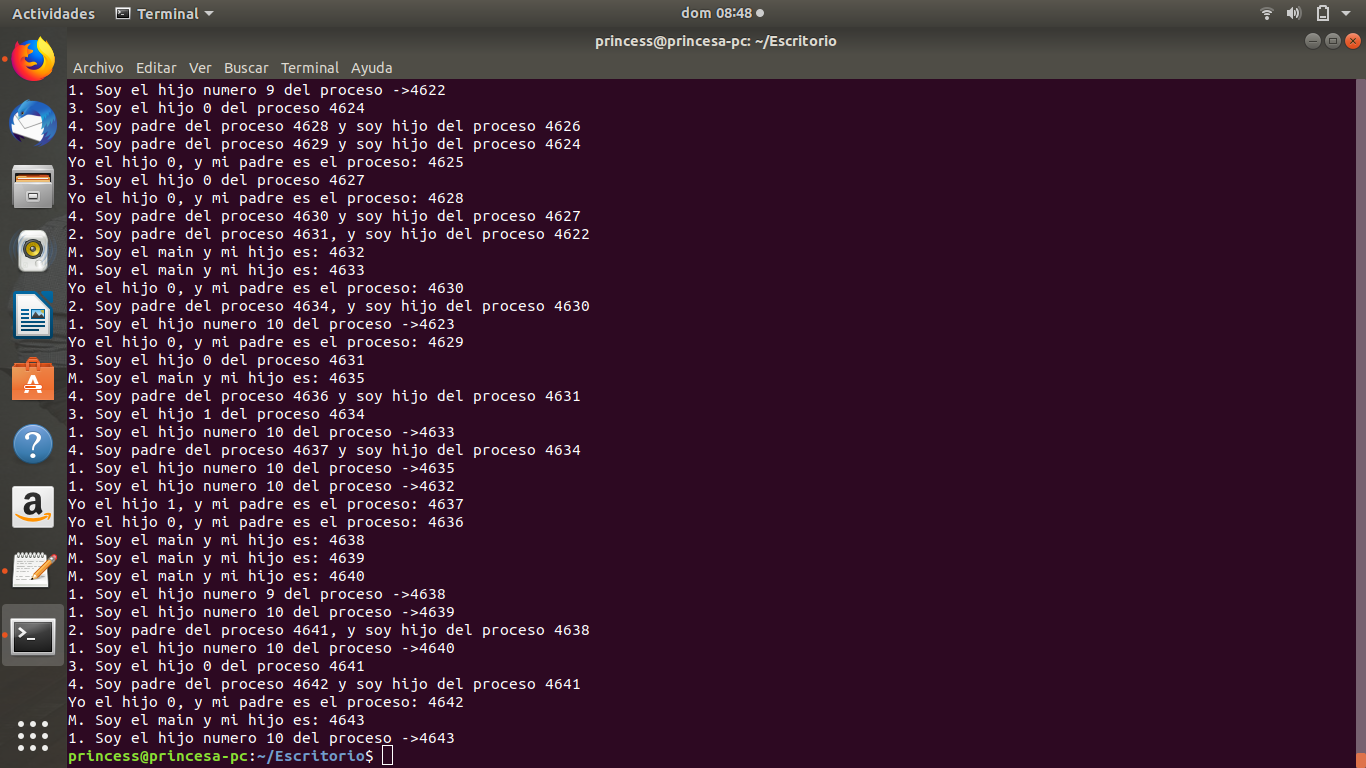 Actividades
Terminal
dom 08:48
princess@princesa-pc: ~/Escritorio
Archivo Editar Ver Buscar Terminal Ayuda
1. Soy el hijo numero 9 del proceso ->4622
3. Soy el hijo 0 del proceso 4624
4. Soy padre del proceso 4628 y soy hijo del proceso 4626
4. Soy padre del proceso 4629 y soy hijo del proceso 4624
Yo el hijo 0, y mi padre es el proceso: 4625
3. Soy el hijo 0 del proceso 4627
Yo el hijo 0, y mi padre es el proceso: 4628
4. Soy padre del proceso 4630 y soy hijo del proceso 4627
2. Soy padre del proceso 4631, y soy hijo del proceso 4622
M. Soy el main y mi hijo es: 4632
M. Soy el main y mi hijo es: 4633
Yo el hijo 0, y mi padre es el proceso: 4630
2. Soy padre del proceso 4634, y soy hijo del proceso 4630
1. Soy el hijo numero 10 del proceso ->4623
Yo el hijo 0, y mi padre es el proceso: 4629
3. Soy el hijo 0 del proceso 4631
M. Soy el main y mi hijo es: 4635
4. Soy padre del proceso 4636 y soy hijo del proceso 4631
3. Soy el hijo 1 del proceso 4634
1. Soy el hijo numero 10 del proceso ->4633
4. Soy padre del proceso 4637 y soy hijo del proceso 4634
1. Soy el hijo numero 10 del proceso ->4635
1. Soy el hijo numero 10 del proceso ->4632
Yo el hijo 1, y mi padre es el proceso: 4637
Yo el hijo 0, y mi padre es el proceso: 4636
M. Soy el main y mi hijo es: 4638
M. Soy el main y mi hijo es: 4639
M. Soy el main y mi hijo es: 4640
1. Soy el hijo numero 9 del proceso ->4638
1. Soy el hijo numero 10 del proceso ->4639
2. Soy padre del proceso 4641, y soy hijo del proceso 4638
1. Soy el hijo numero 10 del proceso ->4640
3. Soy el hijo 0 del proceso 4641
4. Soy padre del proceso 4642 y soy hijo del proceso 4641
Yo el hijo 0, y mi padre es el proceso: 4642
M. Soy el main y mi hijo es: 4643
1. Soy el hijo numero 10 del proceso ->4643
princess@princesa-pc:~/Escritorio$